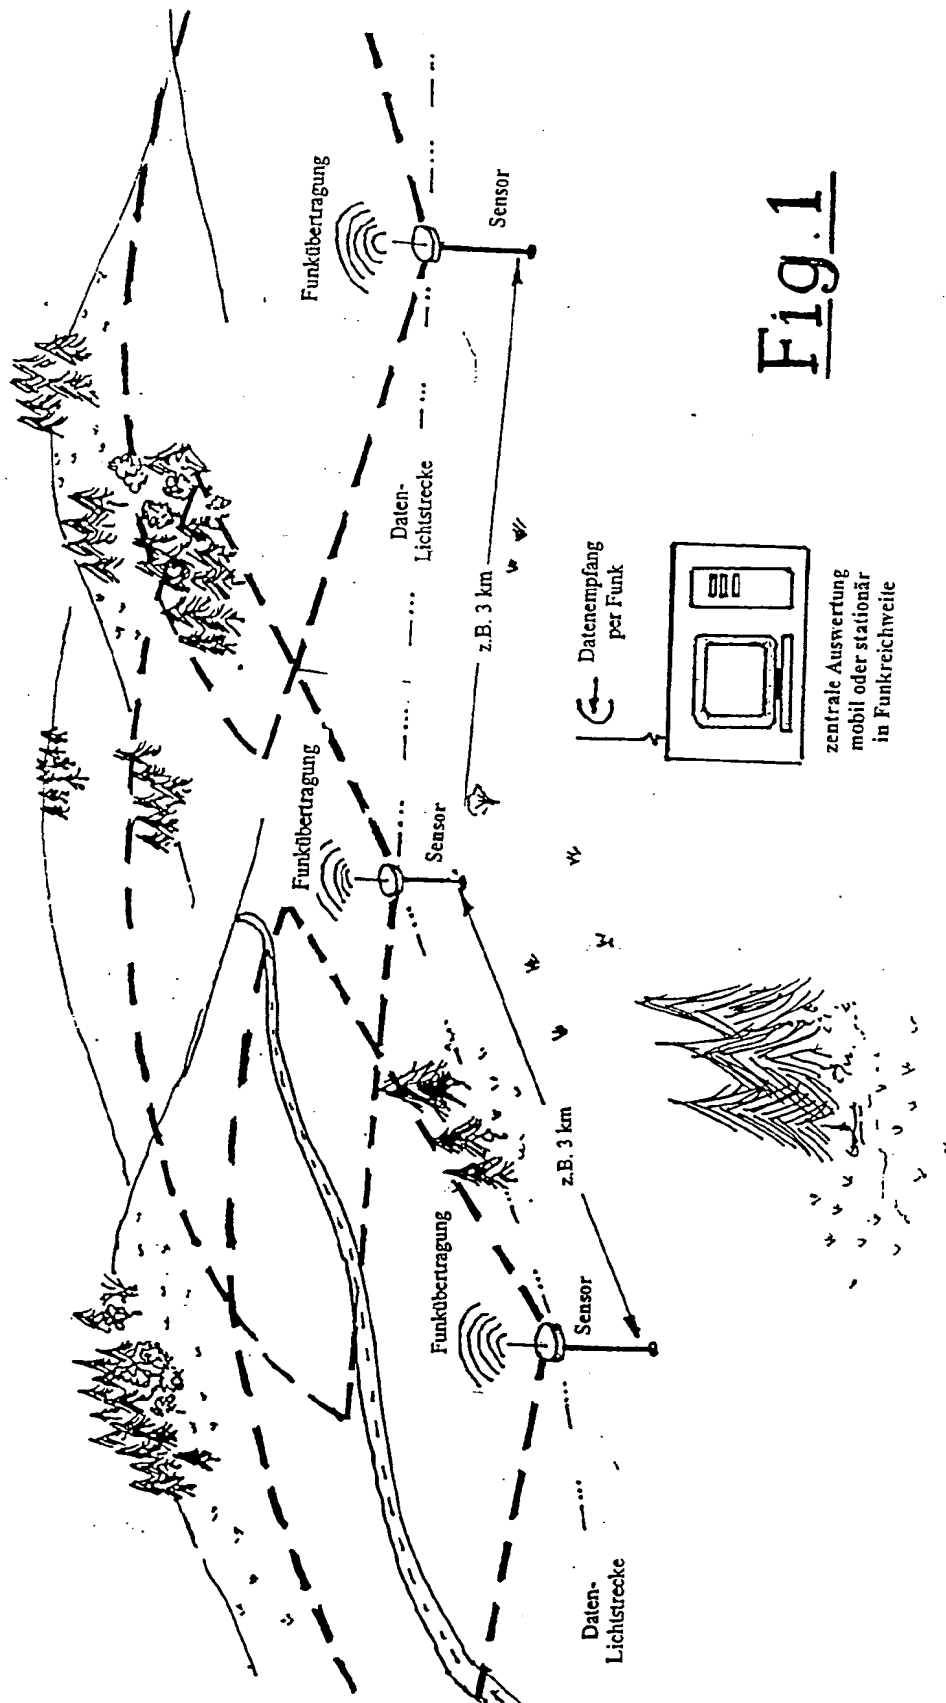 Funkübertragung
Sensor
Daten-
Lichtstrecke
Funkübertragung
Sensor
Funkübertragung
Sensor
Daten-
Lichtstrecke
z.B. 3 km
z.B. 3 km
Datenempfang
per Funk
zentrale Auswertung
mobil oder stationär
in Funkreichweite
Fig.1